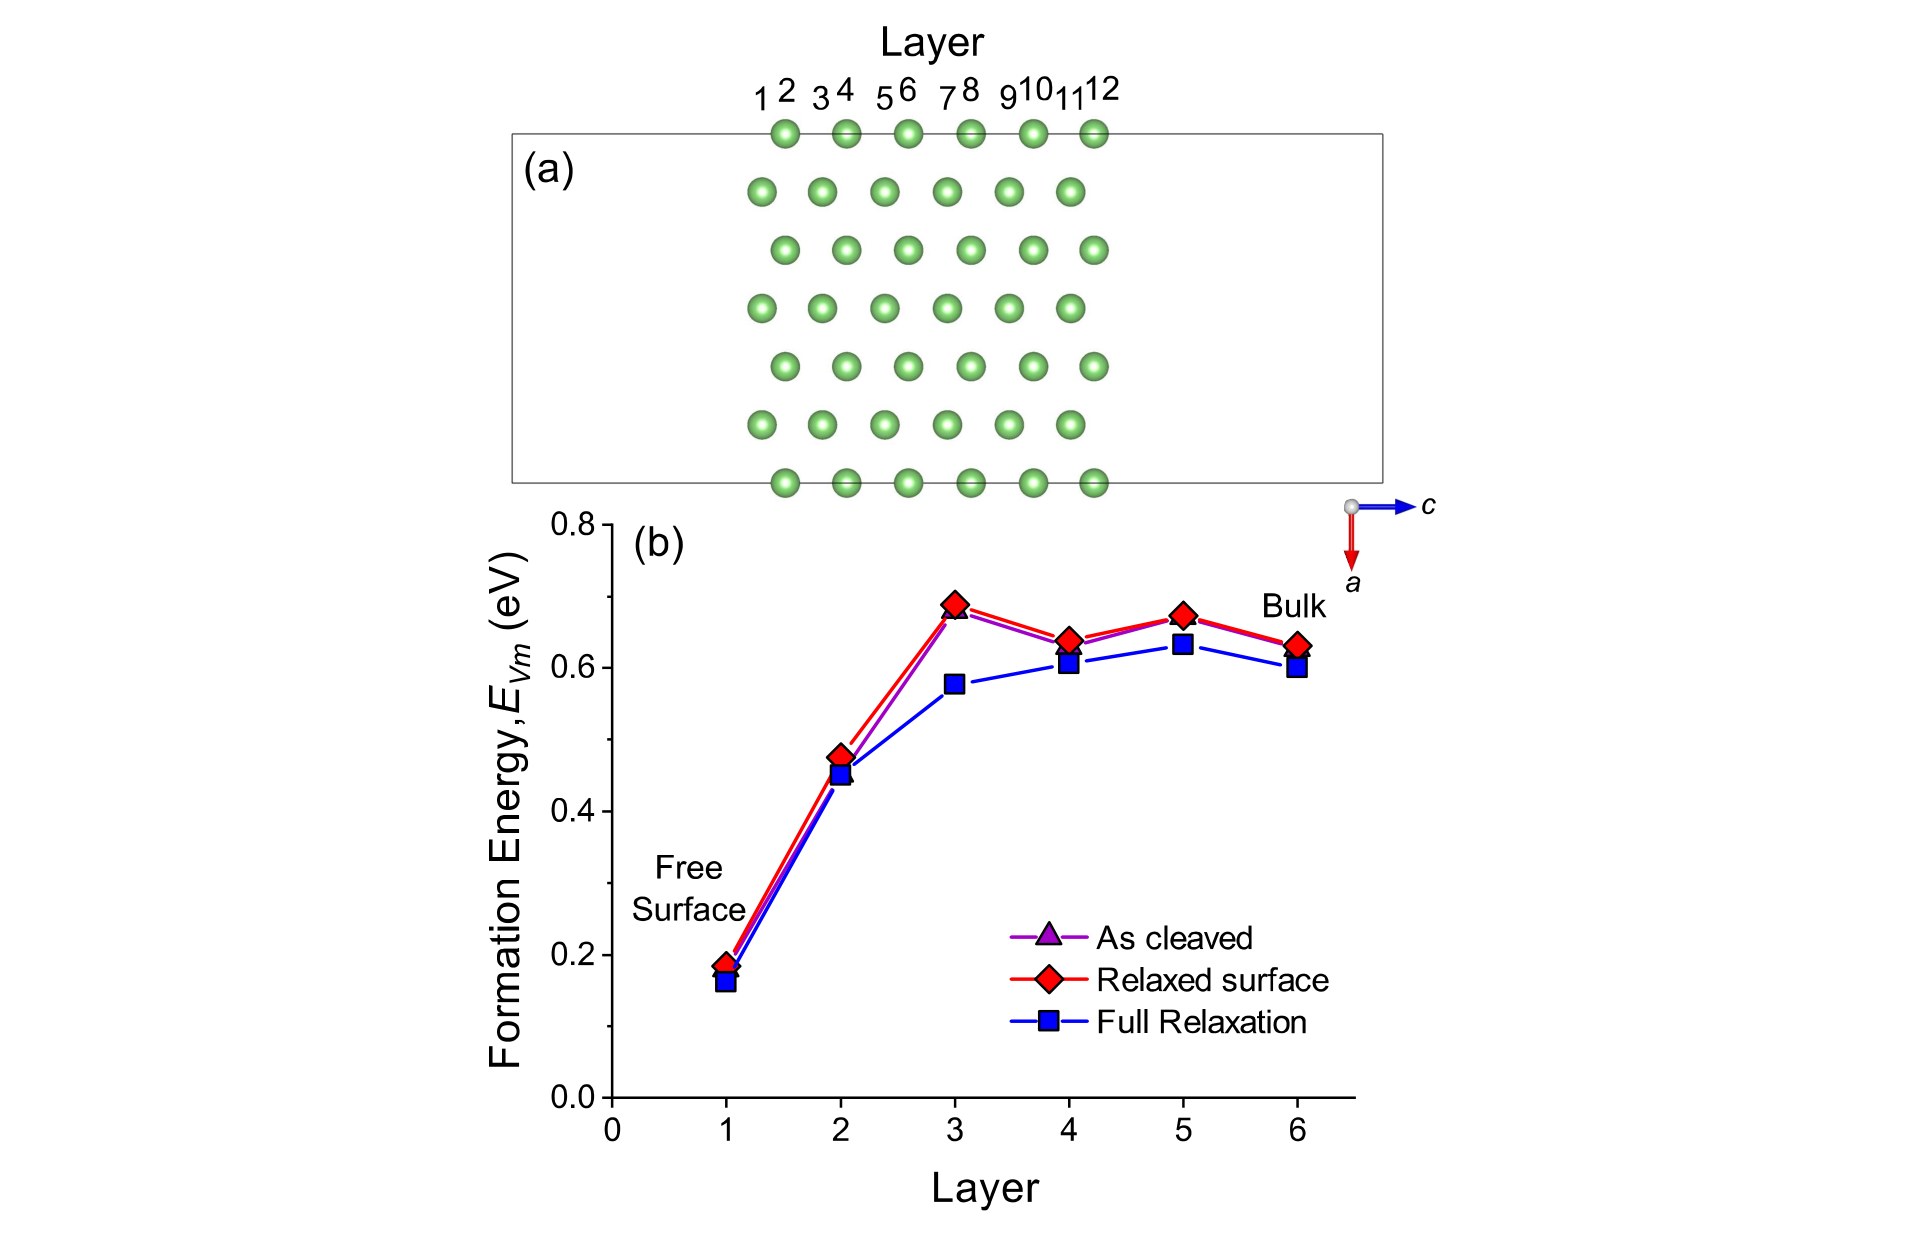 Layer
1 2 3 4 5 6 7 8 9 10 11 12
(a)
c
a
(b)
0.8
0.6
0.4
0.2
0.0
Formation Energy, E_Vm (eV)
Bulk
Free
Surface
As cleaved
Relaxed surface
Full Relaxation
0 1 2 3 4 5 6
Layer